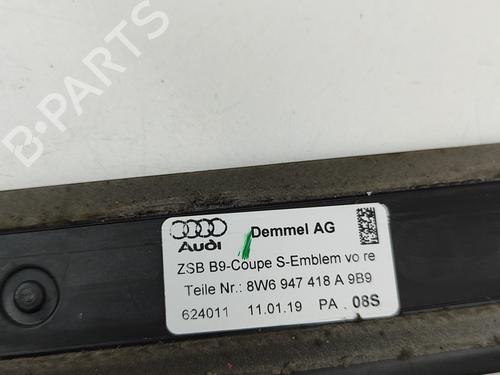 B-PARTS
Audi
Demmel AG
ZSB B9-Coupe S-Emblem vo re
Teile Nr.: 8W6 947 418 A 9B9
624011 11.01.19 PA . 08S